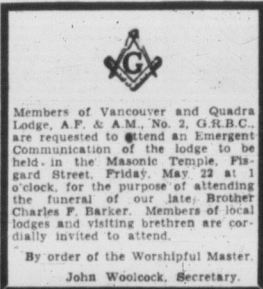 G
Members of Vancouver and Quadra
Lodge, A.F. & A.M., No. 2, G.R.B.C.,
are requested to attend an Emergent
Communication of the lodge to be
held in the Masonic Temple, Fis-
gard Street, Friday, May 22 at 1
o'clock, for the purpose of attending
the funeral of our late Brother
Charles F. Barker. Members of local
lodges and visiting brethren are cor-
dially invited to attend.
By order of the Worshipful Master.
John Woolcock, Secretary.